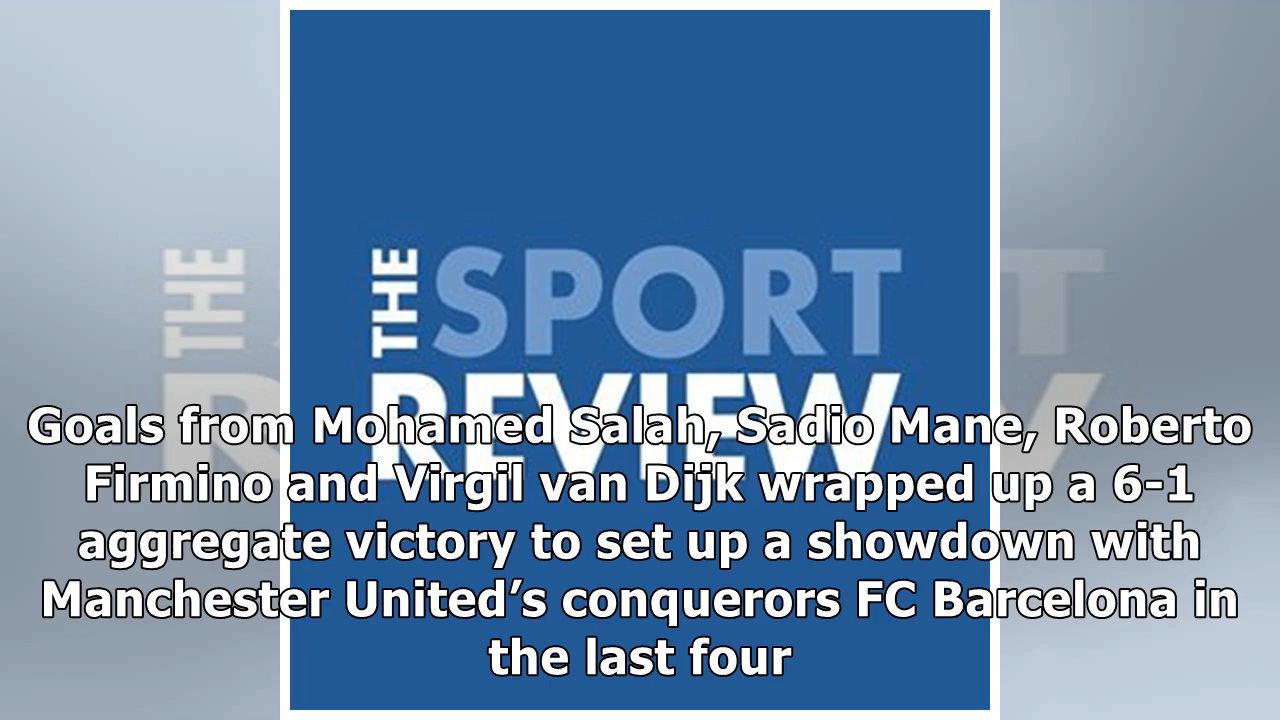 THE
SPORT
REVIEW
Goals from Mohamed Salah, Sadio Mane, Roberto
Firmino and Virgil van Dijk wrapped up a 6-1
aggregate victory to set up a showdown with
Manchester United’s conquerors FC Barcelona in
the last four